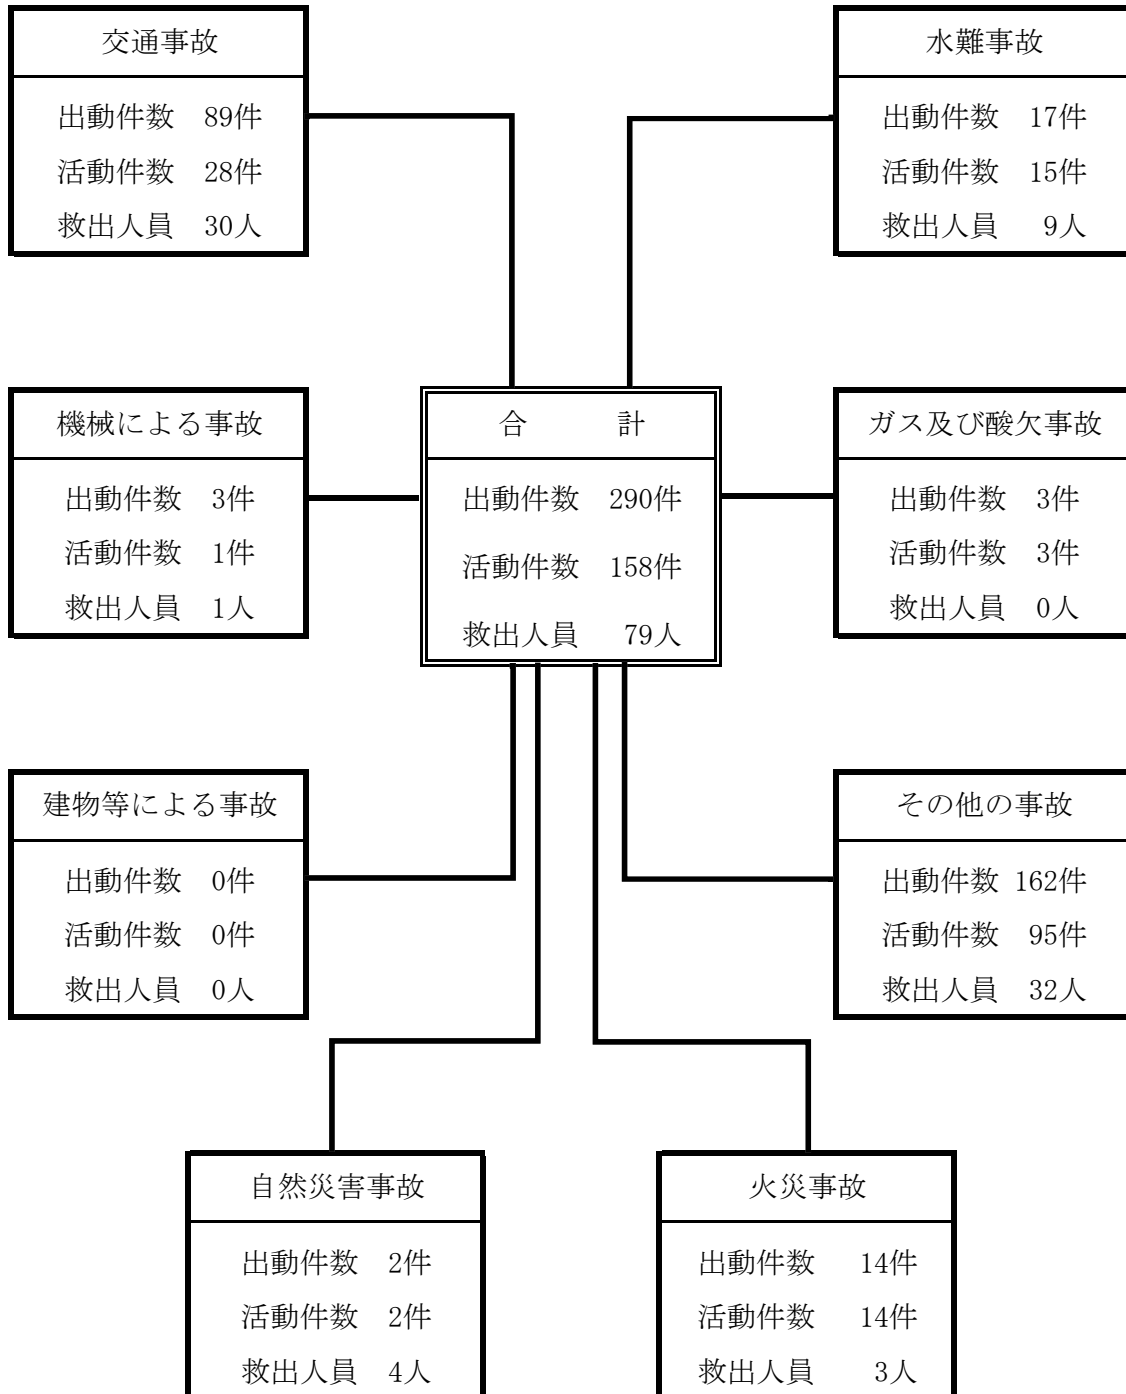 交通事故
出動件数 89件
活動件数 28件
救出人員 30人
水難事故
出動件数 17件
活動件数 15件
救出人員 9人
機械による事故
出動件数 3件
活動件数 1件
救出人員 1人
合 計
出動件数 290件
活動件数 158件
救出人員 79人
ガス及び酸欠事故
出動件数 3件
活動件数 3件
救出人員 0人
建物等による事故
出動件数 0件
活動件数 0件
救出人員 0人
その他の事故
出動件数 162件
活動件数 95件
救出人員 32人
自然災害事故
出動件数 2件
活動件数 2件
救出人員 4人
火災事故
出動件数 14件
活動件数 14件
救出人員 3人